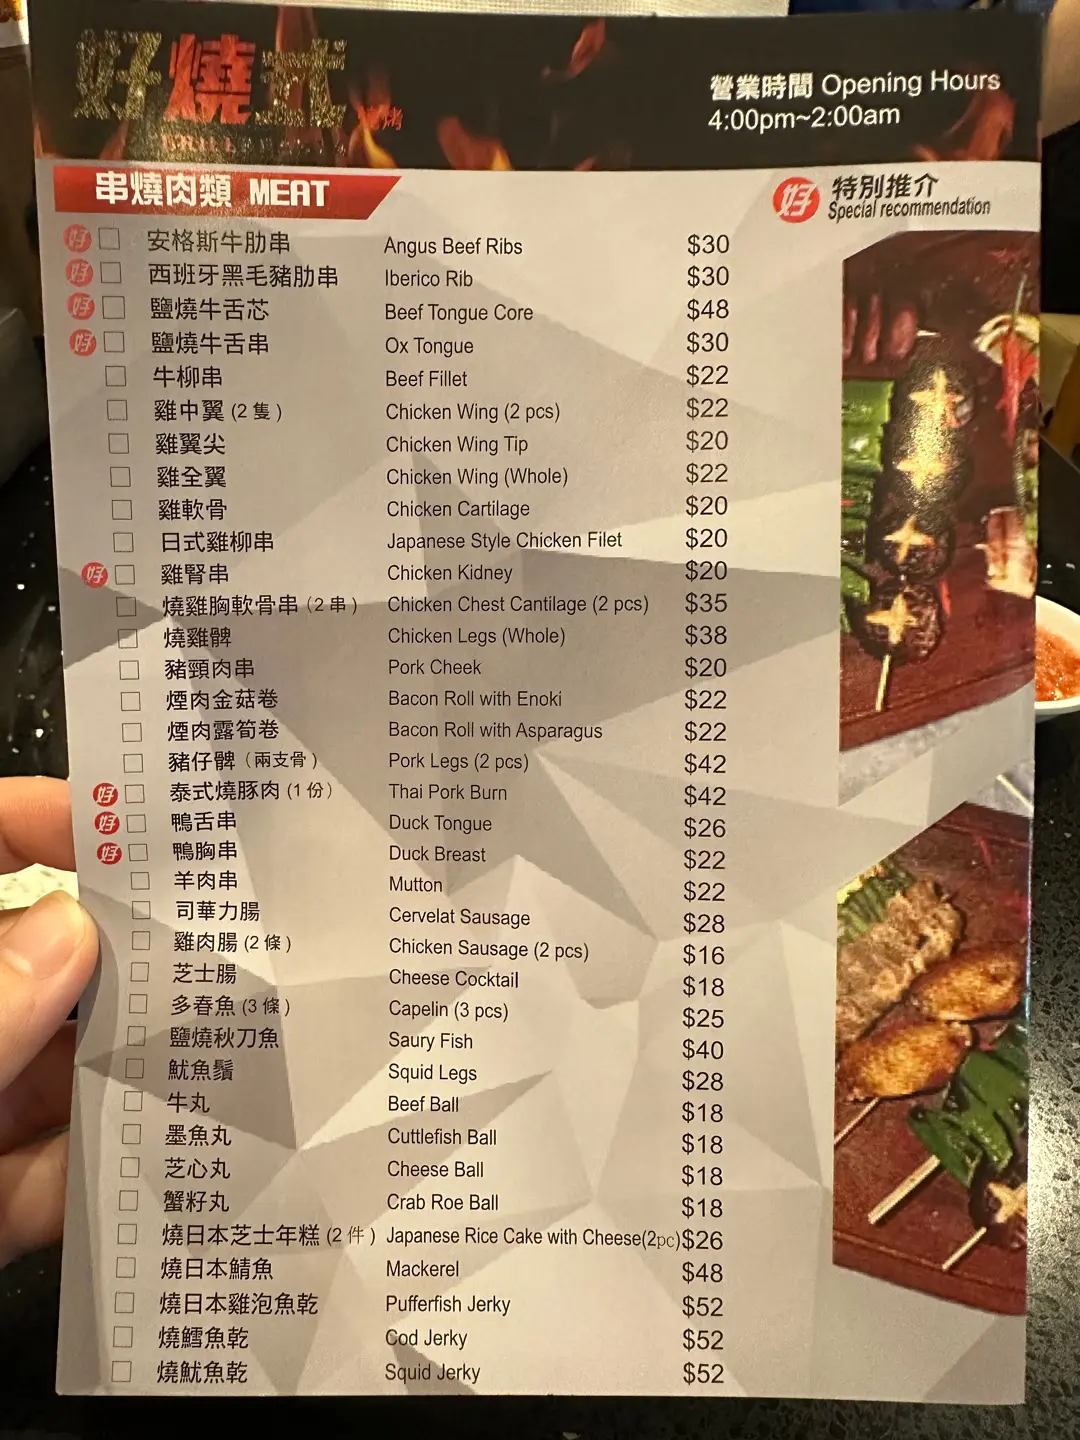 好燒式
燒烤
營業時間 Opening Hours
4:00pm~2:00am
串燒肉類 MEAT
好 特別推介
Special recommendation
好 安格斯牛肋串 Angus Beef Ribs $30
好 西班牙黑毛豬肋串 Iberico Rib $30
好 鹽燒牛舌芯 Beef Tongue Core $48
好 鹽燒牛舌串 Ox Tongue $30
牛柳串 Beef Fillet $22
雞中翼 (2 隻) Chicken Wing (2 pcs) $22
雞翼尖 Chicken Wing Tip $20
雞全翼 Chicken Wing (Whole) $22
雞軟骨 Chicken Cartilage $20
日式雞柳串 Japanese Style Chicken Filet $20
好 雞腎串 Chicken Kidney $20
燒雞胸軟骨串 (2 串) Chicken Chest Cantilage (2 pcs) $35
燒雞髀 Chicken Legs (Whole) $38
豬頸肉串 Pork Cheek $20
煙肉金菇卷 Bacon Roll with Enoki $22
煙肉露筍卷 Bacon Roll with Asparagus $22
豬仔髀 (兩支骨) Pork Legs (2 pcs) $42
好 泰式燒豚肉 (1 份) Thai Pork Burn $42
好 鴨舌串 Duck Tongue $26
好 鴨胸串 Duck Breast $22
羊肉串 Mutton $22
司華力腸 Cervelat Sausage $28
雞肉腸 (2 條) Chicken Sausage (2 pcs) $16
芝士腸 Cheese Cocktail $18
多春魚 (3 條) Capelin (3 pcs) $25
鹽燒秋刀魚 Saury Fish $40
魷魚鬚 Squid Legs $28
牛丸 Beef Ball $18
墨魚丸 Cuttlefish Ball $18
芝心丸 Cheese Ball $18
蟹籽丸 Crab Roe Ball $18
燒日本芝士年糕 (2 件) Japanese Rice Cake with Cheese(2pc) $26
燒日本鯖魚 Mackerel $48
燒日本雞泡魚乾 Pufferfish Jerky $52
燒鱈魚乾 Cod Jerky $52
燒魷魚乾 Squid Jerky $52